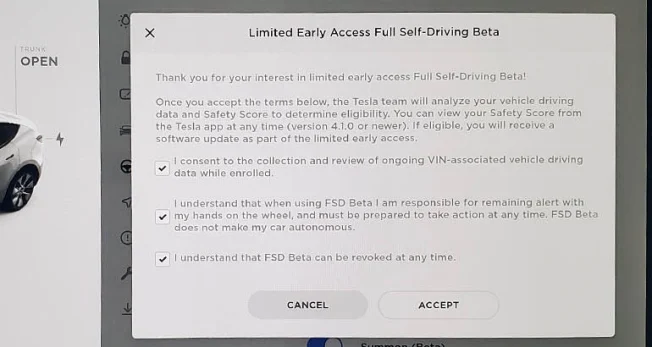 Limited Early Access Full Self-Driving Beta
TRUNK
OPEN
Thank you for your interest in limited early access Full Self-Driving Beta!
Once you accept the terms below, the Tesla team will analyze your vehicle driving
data and Safety Score to determine eligibility. You can view your Safety Score from
the Tesla app at any time (version 4.1.0 or newer). If eligible, you will receive a
software update as part of the limited early access.
I consent to the collection and review of ongoing VIN-associated vehicle driving
data while enrolled.
I understand that when using FSD Beta I am responsible for remaining alert with
my hands on the wheel, and must be prepared to take action at any time. FSD Beta
does not make my car autonomous.
I understand that FSD Beta can be revoked at any time.
CANCEL
ACCEPT
Summon (Beta)